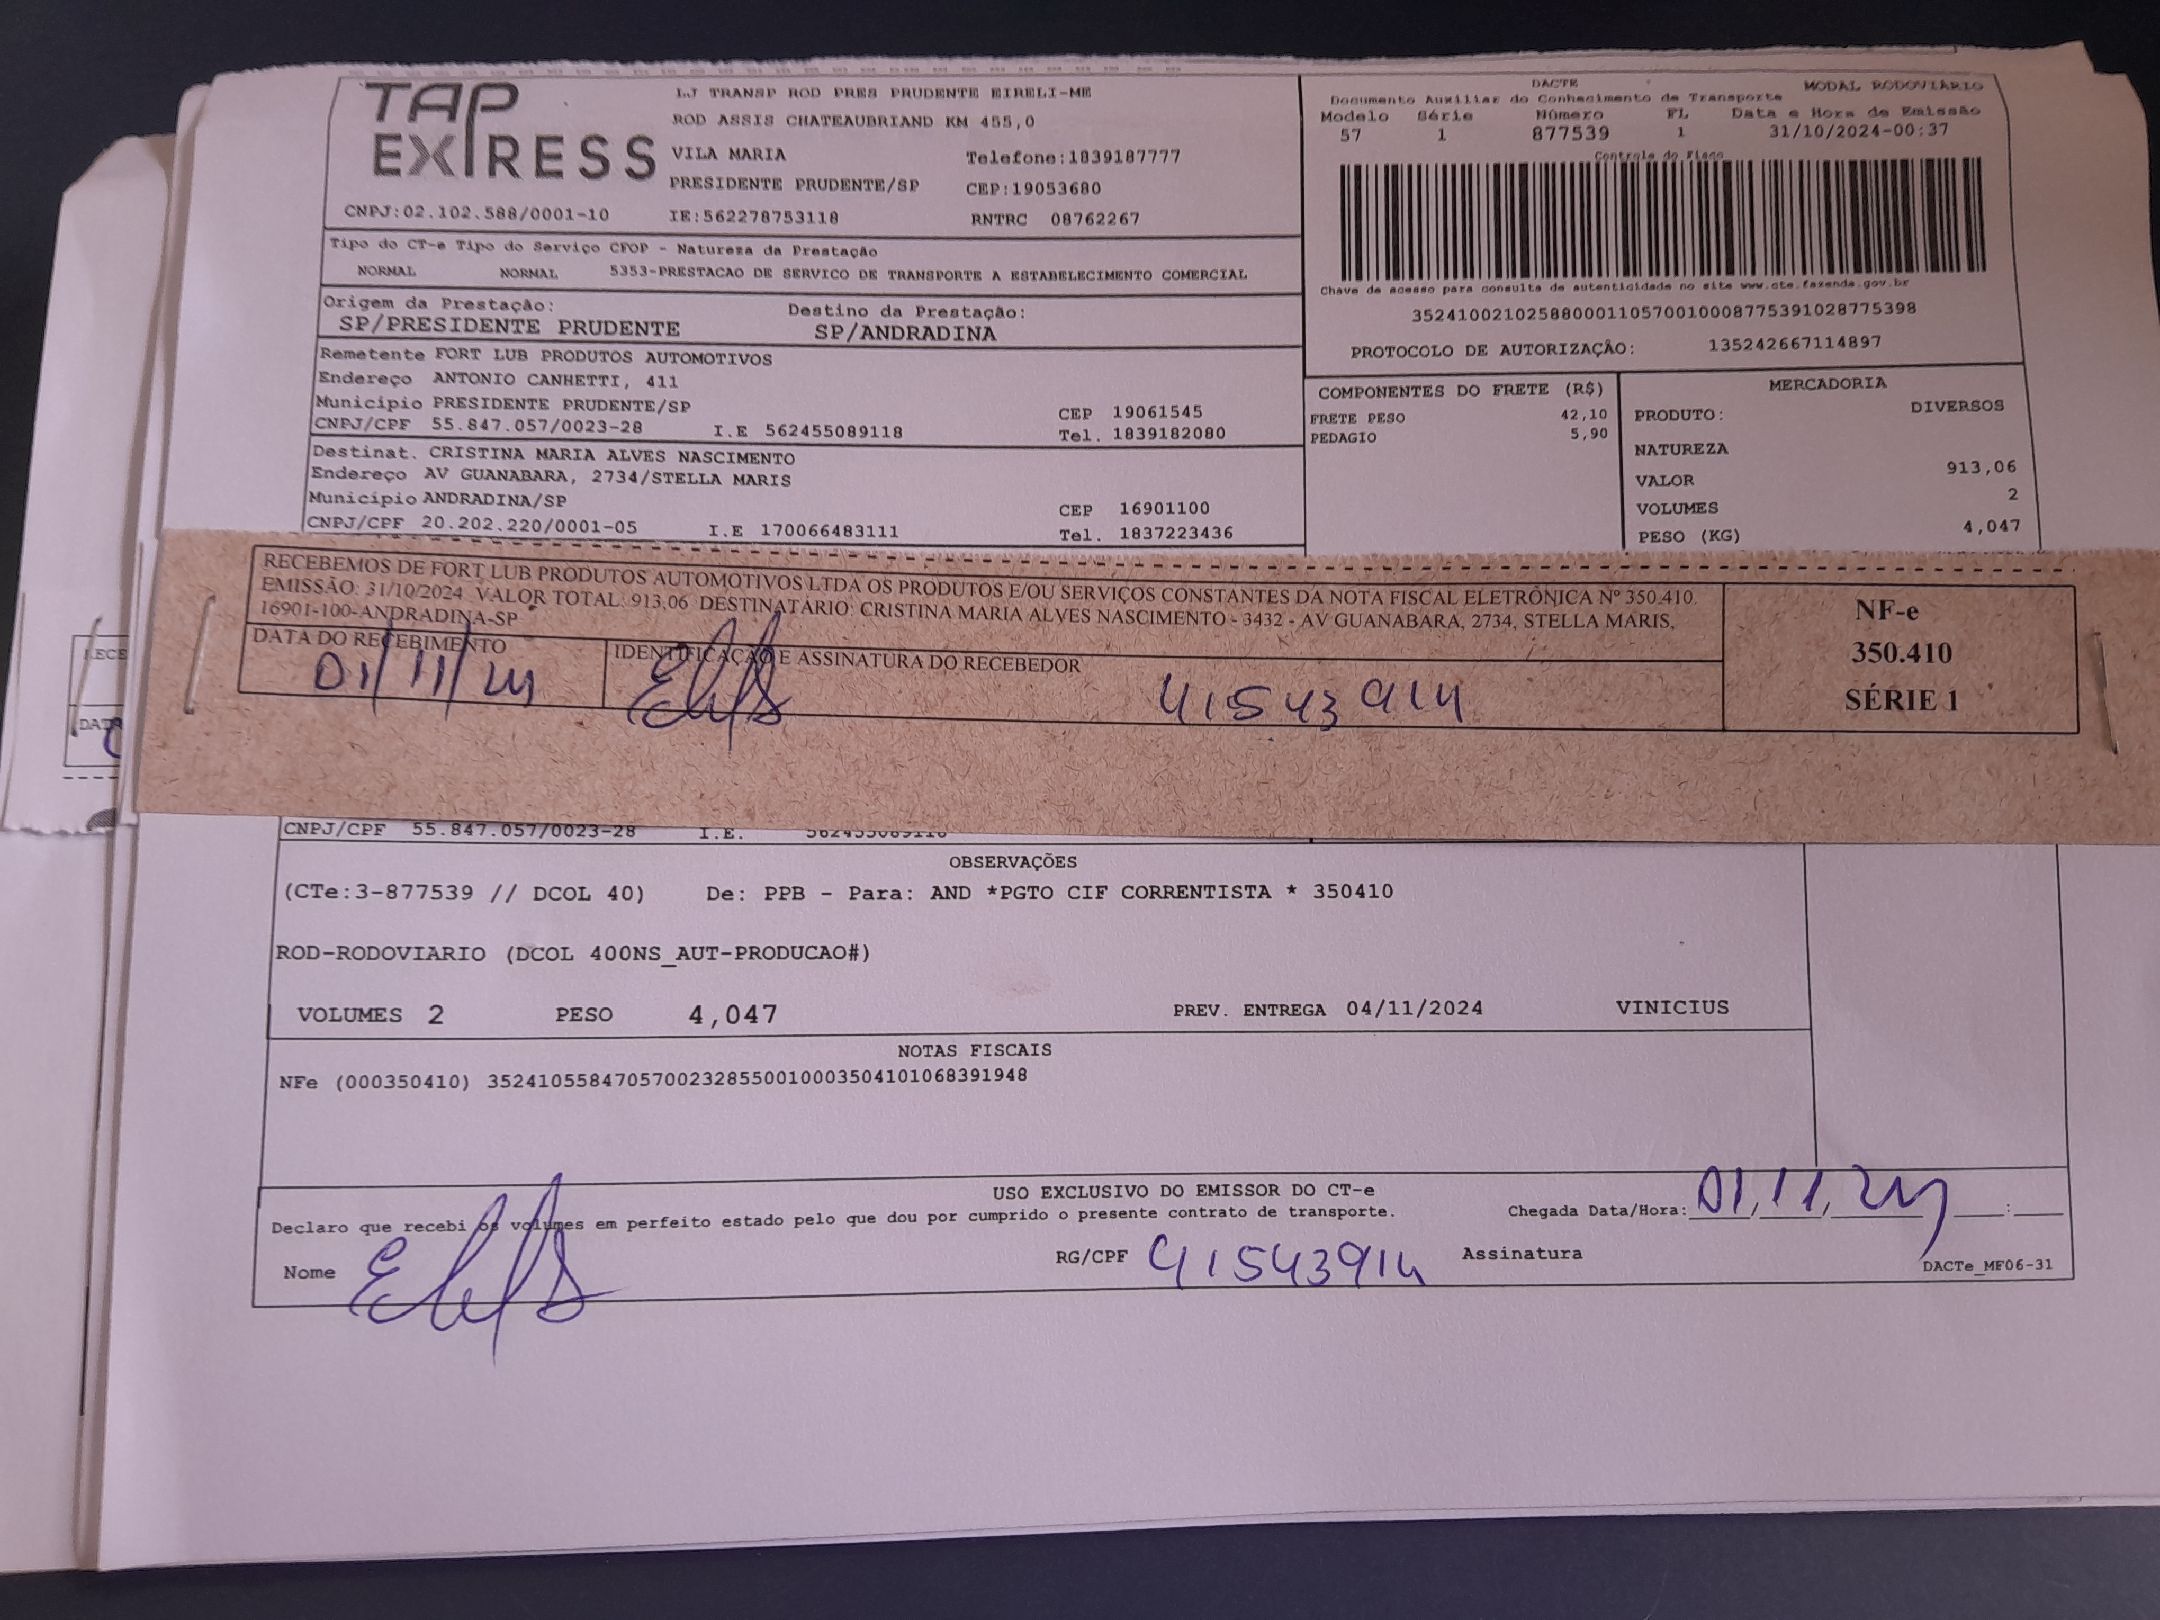 TAP
EXPRESS
LJ TRANSP ROD PRES PRUDENTE EIRELI-ME
ROD ASSIS CHATEAUBRIAND KM 455,0
VILA MARIA Telefone:1839187777
PRESIDENTE PRUDENTE/SP CEP:19053680
CNPJ:02.102.588/0001-10 IE:562278753118 RNTRC 08762267
DACTE MODAL RODOVIÁRIO
Documento Auxiliar do Conhecimento de Transporte
Modelo Série Número FL Data e Hora de Emissão
57 1 877539 1 31/10/2024-00:37
Controle do Fisco
Chave de acesso para consulta de autenticidade no site www.cte.fazenda.gov.br
35241002102588000110570010008775391028775398
PROTOCOLO DE AUTORIZAÇÃO: 135242667114897
Tipo do CT-e Tipo do Serviço CFOP - Natureza da Prestação
NORMAL NORMAL 5353-PRESTACAO DE SERVICO DE TRANSPORTE A ESTABELECIMENTO COMERCIAL
Origem da Prestação: Destino da Prestação:
SP/PRESIDENTE PRUDENTE SP/ANDRADINA
Remetente FORT LUB PRODUTOS AUTOMOTIVOS
Endereço ANTONIO CANHETTI, 411
Município PRESIDENTE PRUDENTE/SP CEP 19061545
CNPJ/CPF 55.847.057/0023-28 I.E 562455089118 Tel. 1839182080
Destinat. CRISTINA MARIA ALVES NASCIMENTO
Endereço AV GUANABARA, 2734/STELLA MARIS
Município ANDRADINA/SP CEP 16901100
CNPJ/CPF 20.202.220/0001-05 I.E 170066483111 Tel. 1837223436
COMPONENTES DO FRETE (R$)
FRETE PESO 42,10
PEDAGIO 5,90
MERCADORIA
PRODUTO: DIVERSOS
NATUREZA
VALOR 913,06
VOLUMES 2
PESO (KG) 4,047
RECEBEMOS DE FORT LUB PRODUTOS AUTOMOTIVOS LTDA OS PRODUTOS E/OU SERVIÇOS CONSTANTES DA NOTA FISCAL ELETRÔNICA Nº 350.410.
EMISSÃO: 31/10/2024 VALOR TOTAL: 913,06 DESTINATÁRIO: CRISTINA MARIA ALVES NASCIMENTO - 3432 - AV GUANABARA, 2734, STELLA MARIS,
16901-100-ANDRADINA-SP
DATA DO RECEBIMENTO IDENTIFICAÇÃO E ASSINATURA DO RECEBEDOR
01/11/24 41543914
NF-e
350.410
SÉRIE 1
CNPJ/CPF 55.847.057/0023-28 I.E. 562455089118
OBSERVAÇÕES
(CTe:3-877539 // DCOL 40) De: PPB - Para: AND *PGTO CIF CORRENTISTA * 350410
ROD-RODOVIARIO (DCOL 400NS_AUT-PRODUCAO#)
VOLUMES 2 PESO 4,047 PREV. ENTREGA 04/11/2024 VINICIUS
NOTAS FISCAIS
NFe (000350410) 35241055847057002328550010003504101068391948
USO EXCLUSIVO DO EMISSOR DO CT-e
Declaro que recebi os volumes em perfeito estado pelo que dou por cumprido o presente contrato de transporte.
Chegada Data/Hora: 01,11,24 :
Nome RG/CPF 41543914 Assinatura
DACTe_MF06-31